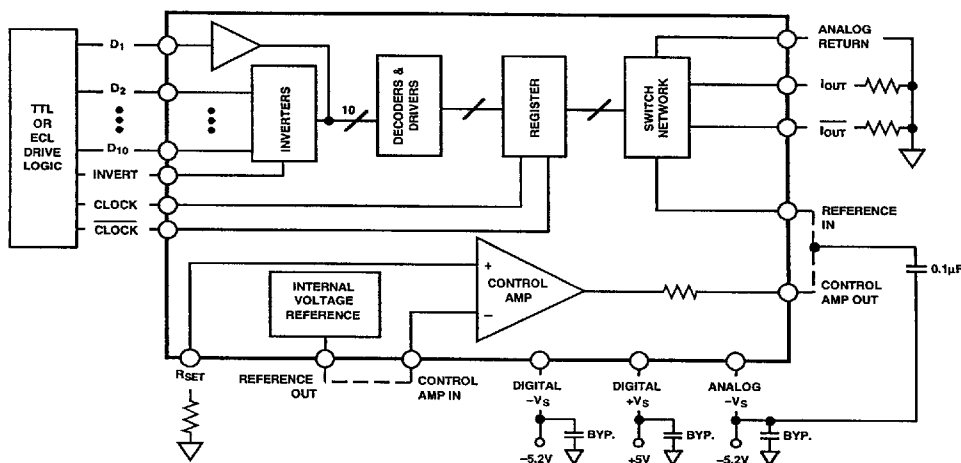 TTL
OR
ECL
DRIVE
LOGIC
D1
D2
D10
INVERT
CLOCK
CLOCK
INVERTERS
10
DECODERS &
DRIVERS
REGISTER
SWITCH
NETWORK
ANALOG
RETURN
IOUT
IOUT
REFERENCE
IN
0.1µF
CONTROL
AMP OUT
+
CONTROL
AMP
−
INTERNAL
VOLTAGE
REFERENCE
RSET
REFERENCE
OUT
CONTROL
AMP IN
DIGITAL
−VS
BYP.
−5.2V
DIGITAL
+VS
BYP.
+5V
ANALOG
−VS
BYP.
−5.2V